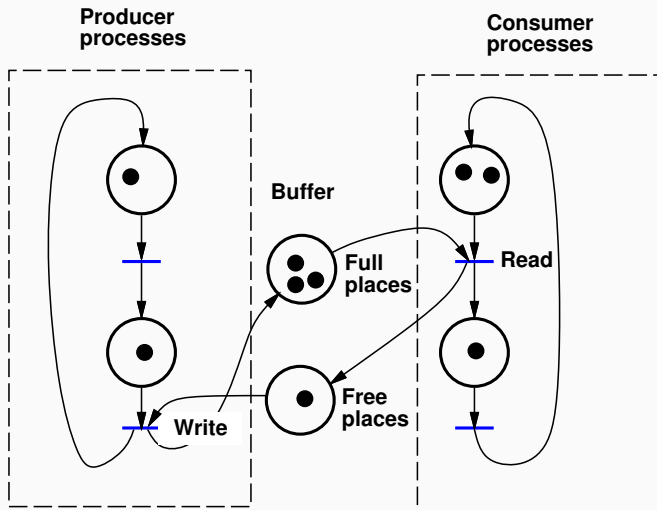 Producer
processes
Consumer
processes
Buffer
Full
places
Read
Free
places
Write